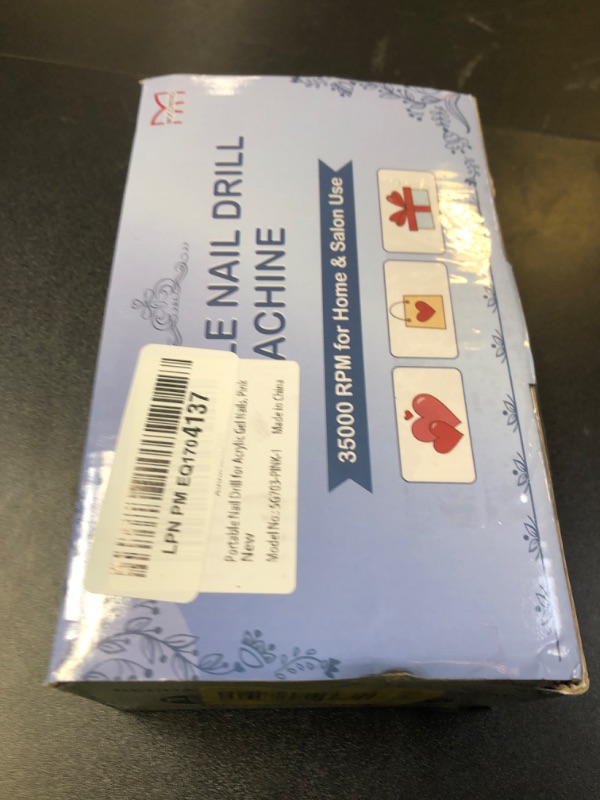 LE NAIL DRILL
ACHINE
35000 RPM for Home & Salon Use
LPN PM EQ1704137
Portable Nail Drill for Acrylic Gel Nails, Pink
New
Model No.: SG703-PINK-1 Made in China